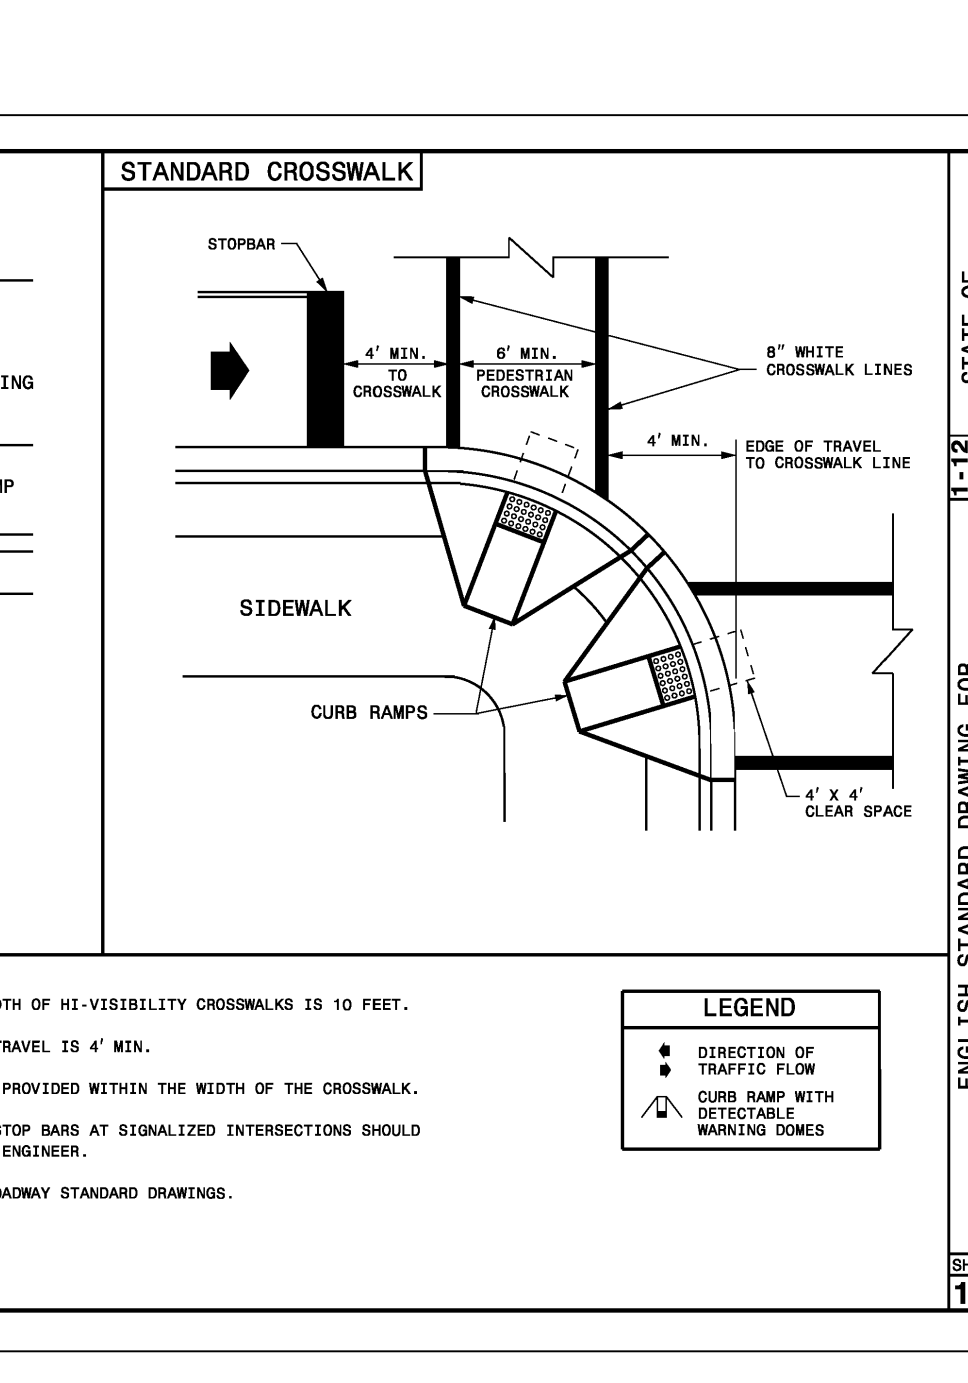 STANDARD CROSSWALK
STOPBAR
4' MIN.
TO
CROSSWALK
6' MIN.
PEDESTRIAN
CROSSWALK
8" WHITE
CROSSWALK LINES
4' MIN.
EDGE OF TRAVEL
TO CROSSWALK LINE
SIDEWALK
CURB RAMPS
4' X 4'
CLEAR SPACE
ING
MP
OTH OF HI-VISIBILITY CROSSWALKS IS 10 FEET.
TRAVEL IS 4' MIN.
PROVIDED WITHIN THE WIDTH OF THE CROSSWALK.
STOP BARS AT SIGNALIZED INTERSECTIONS SHOULD
ENGINEER.
OADWAY STANDARD DRAWINGS.
LEGEND
DIRECTION OF
TRAFFIC FLOW
CURB RAMP WITH
DETECTABLE
WARNING DOMES
STATE OF
1-12
ENGLISH STANDARD DRAWING FOR
SH
1